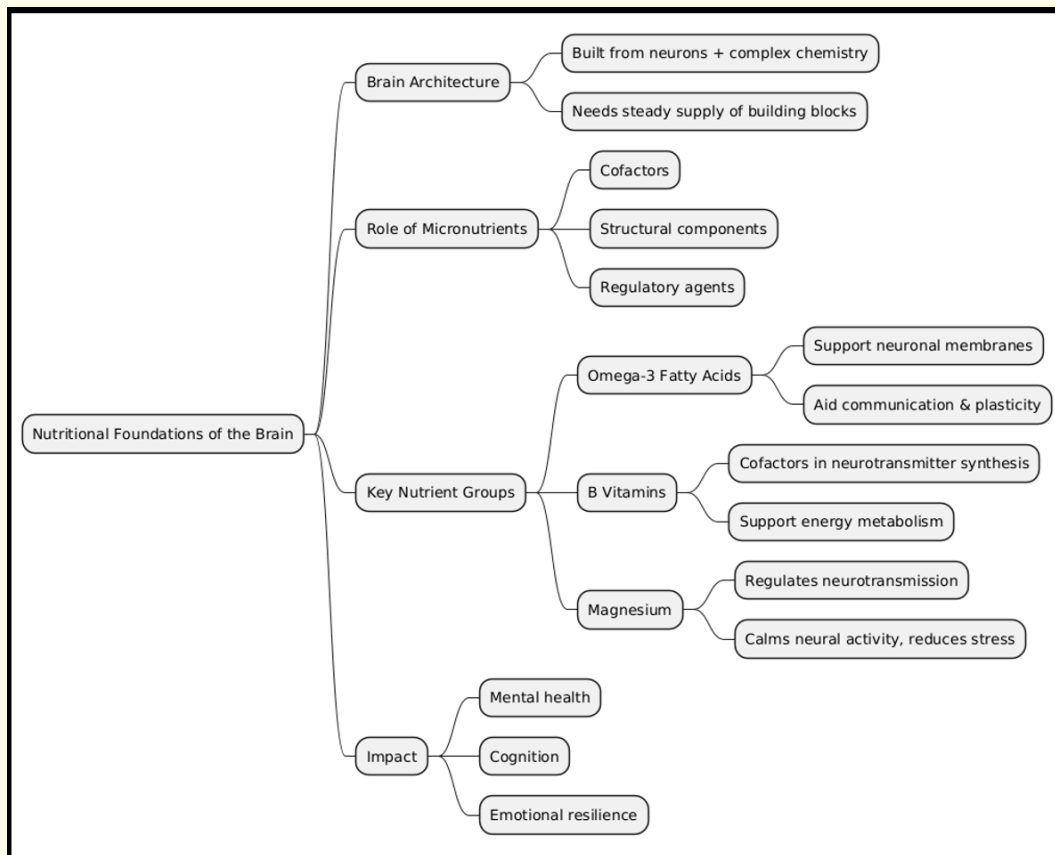 Nutritional Foundations of the Brain
Brain Architecture
Built from neurons + complex chemistry
Needs steady supply of building blocks
Role of Micronutrients
Cofactors
Structural components
Regulatory agents
Key Nutrient Groups
Omega-3 Fatty Acids
Support neuronal membranes
Aid communication & plasticity
B Vitamins
Cofactors in neurotransmitter synthesis
Support energy metabolism
Magnesium
Regulates neurotransmission
Calms neural activity, reduces stress
Impact
Mental health
Cognition
Emotional resilience